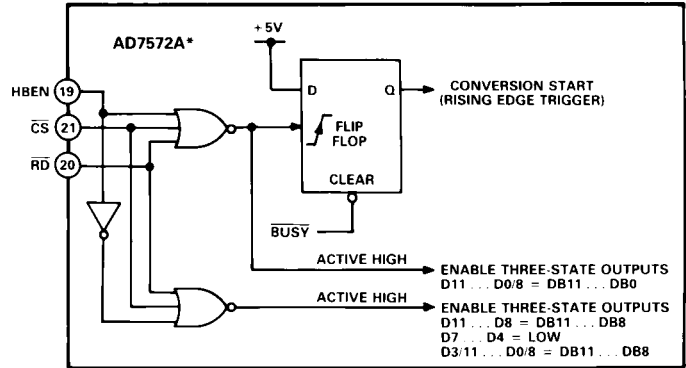 AD7572A*
+5V
HBEN 19
CS 21
RD 20
D Q
FLIP
FLOP
CLEAR
BUSY
CONVERSION START
(RISING EDGE TRIGGER)
ACTIVE HIGH
ENABLE THREE-STATE OUTPUTS
D11 ... D0/8 = DB11 ... DB0
ACTIVE HIGH
ENABLE THREE-STATE OUTPUTS
D11 ... D8 = DB11 ... DB8
D7 ... D4 = LOW
D3/11 ... D0/8 = DB11 ... DB8